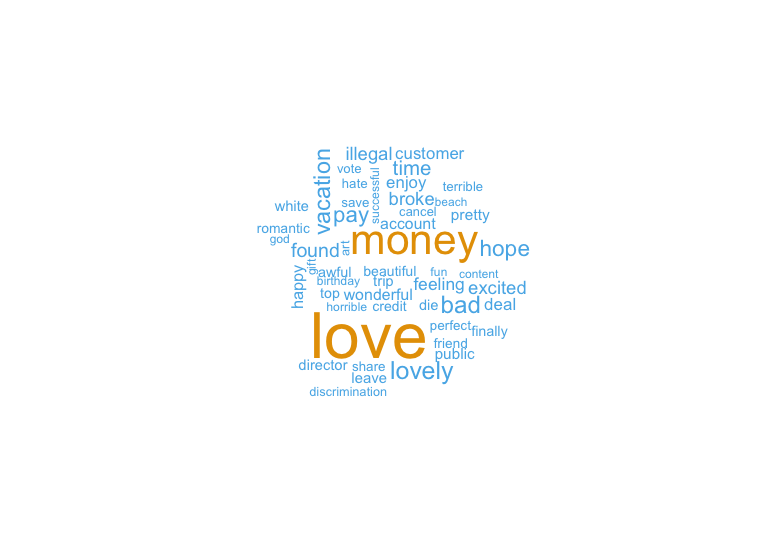 illegal customer
vote time
vacation
hate successful enjoy terrible
save broke beach
white pay cancel pretty
romantic account
god found art money hope
gift awful beautiful fun content
happy birthday trip feeling excited
top wonderful
horrible credit die bad deal
love perfect finally
friend
public
director share lovely
leave
discrimination